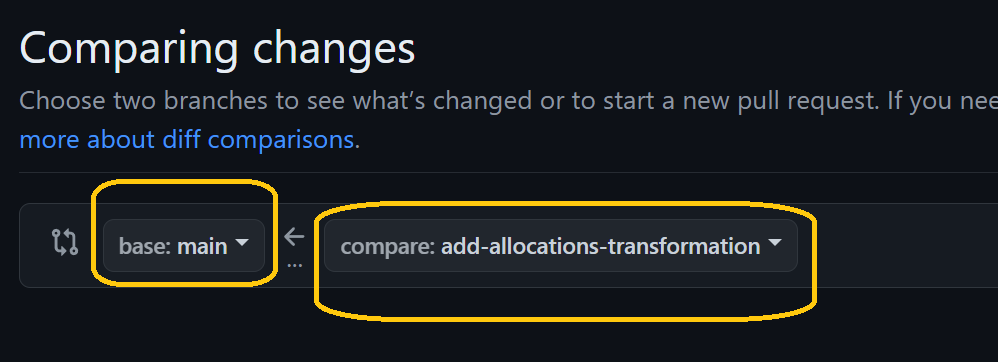 Comparing changes
Choose two branches to see what’s changed or to start a new pull request. If you nee
more about diff comparisons.
base: main ... compare: add-allocations-transformation